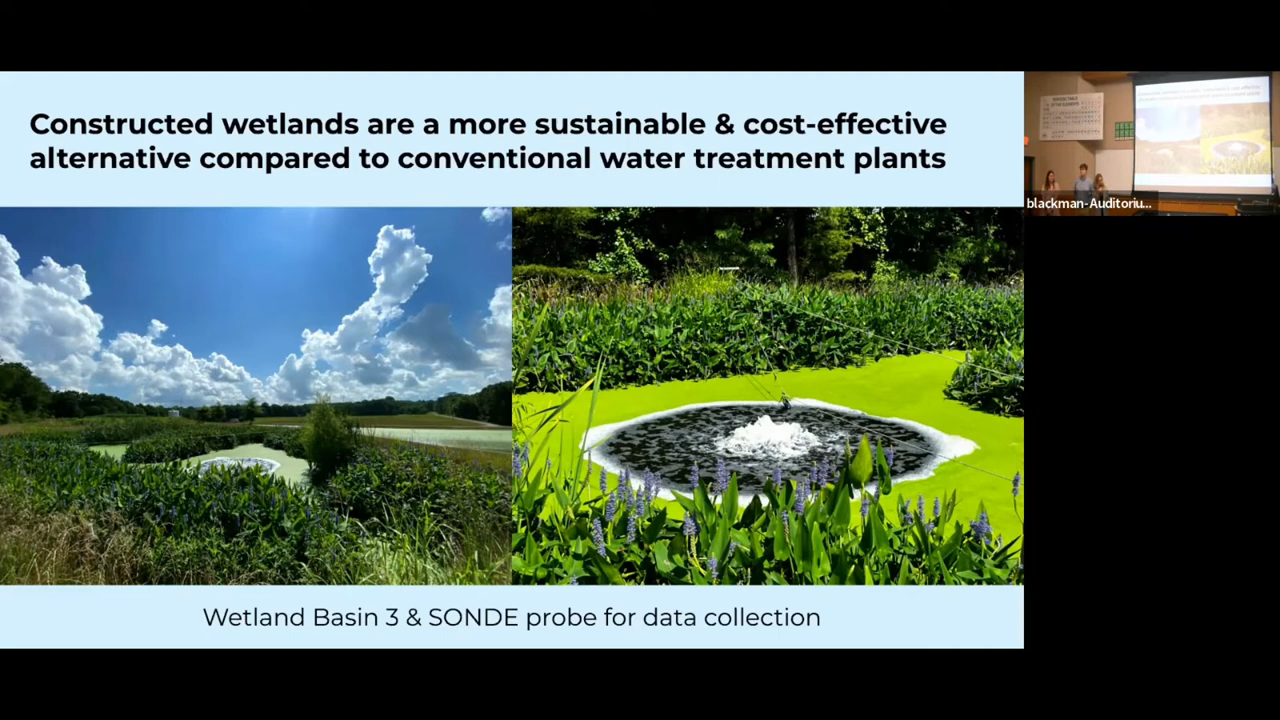 Constructed wetlands are a more sustainable & cost-effective
alternative compared to conventional water treatment plants
blackman-Auditoriu...
Wetland Basin 3 & SONDE probe for data collection